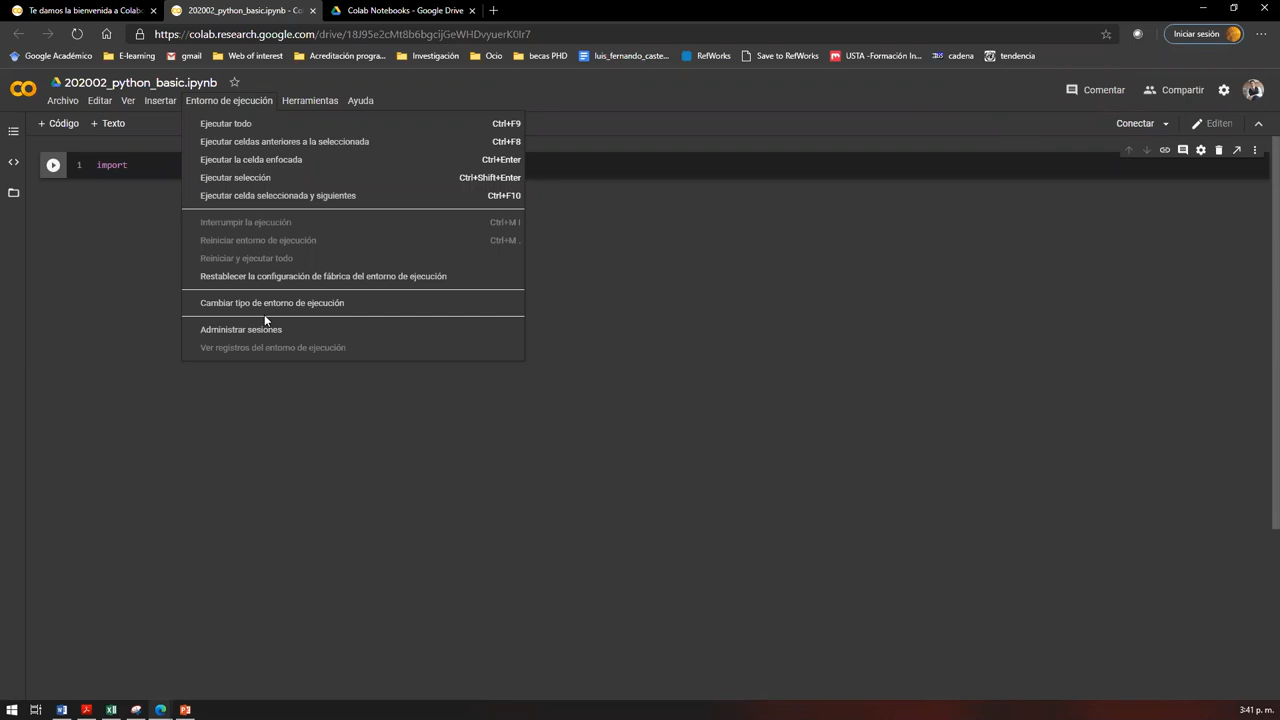 Te damos la bienvenida a Colabo
202002_python_basic.ipynb - Co
Colab Notebooks - Google Drive
https://colab.research.google.com/drive/18J95e2cMt8b6bgcijGeWHDvyuerK0Ir7
Iniciar sesión
Google Académico
E-learning
gmail
Web of interest
Acreditación progra...
Investigación
Ocio
becas PHD
luis_fernando_caste...
RefWorks
Save to RefWorks
USTA –Formación In...
cadena
tendencia
202002_python_basic.ipynb
Archivo Editar Ver Insertar Entorno de ejecución Herramientas Ayuda
Comentar
Compartir
+ Código + Texto
Conectar
Editen
Ejecutar todo Ctrl+F9
Ejecutar celdas anteriores a la seleccionada Ctrl+F8
Ejecutar la celda enfocada Ctrl+Enter
Ejecutar selección Ctrl+Shift+Enter
Ejecutar celda seleccionada y siguientes Ctrl+F10
Interrumpir la ejecución Ctrl+M I
Reiniciar entorno de ejecución Ctrl+M .
Reiniciar y ejecutar todo
Restablecer la configuración de fábrica del entorno de ejecución
Cambiar tipo de entorno de ejecución
Administrar sesiones
Ver registros del entorno de ejecución
1 import
3:41 p. m.